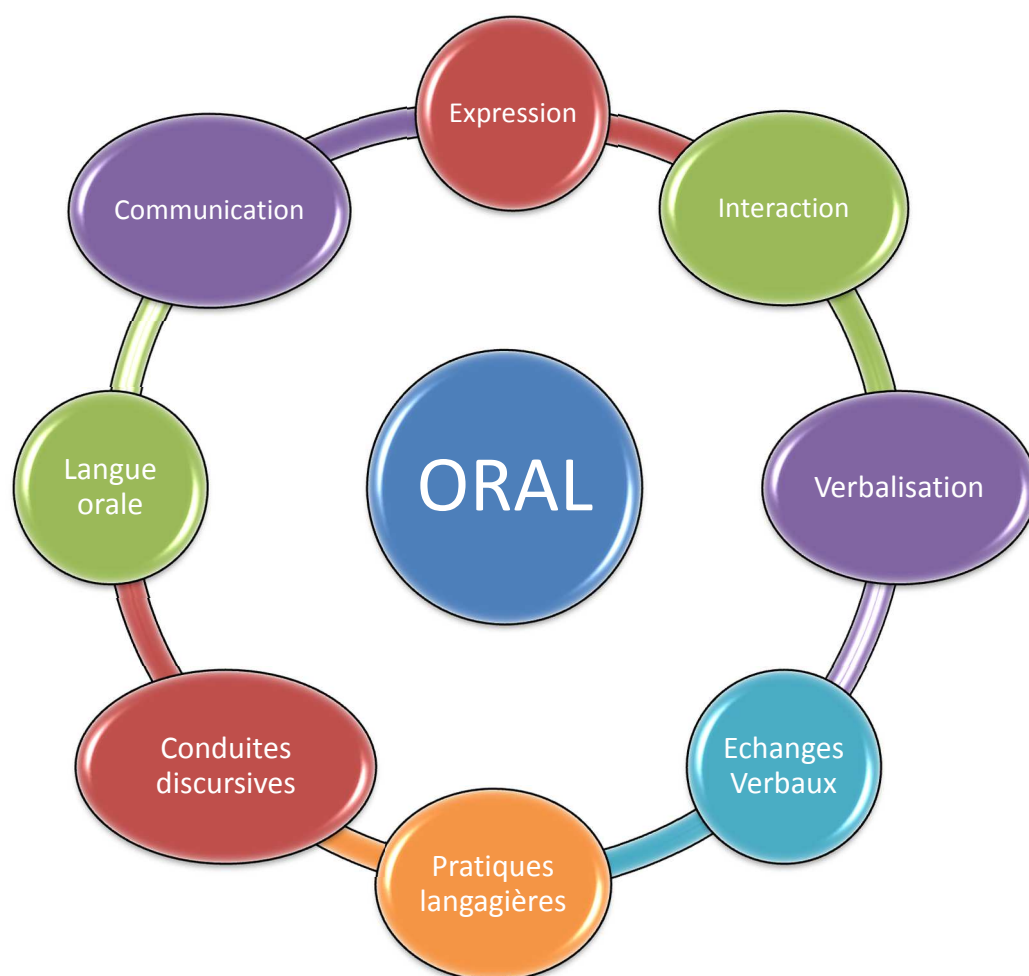 Expression
Communication
Interaction
Langue
orale
ORAL
Verbalisation
Conduites
discursives
Echanges
Verbaux
Pratiques
langagières